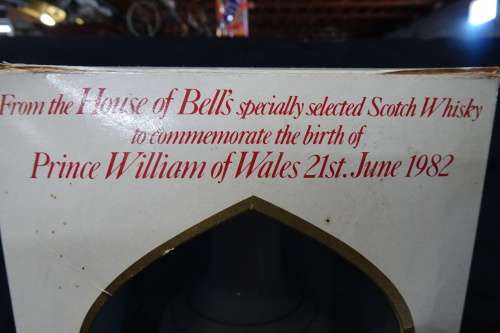 From the House of Bell's specially selected Scotch Whisky
to commemorate the birth of
Prince William of Wales 21st. June 1982